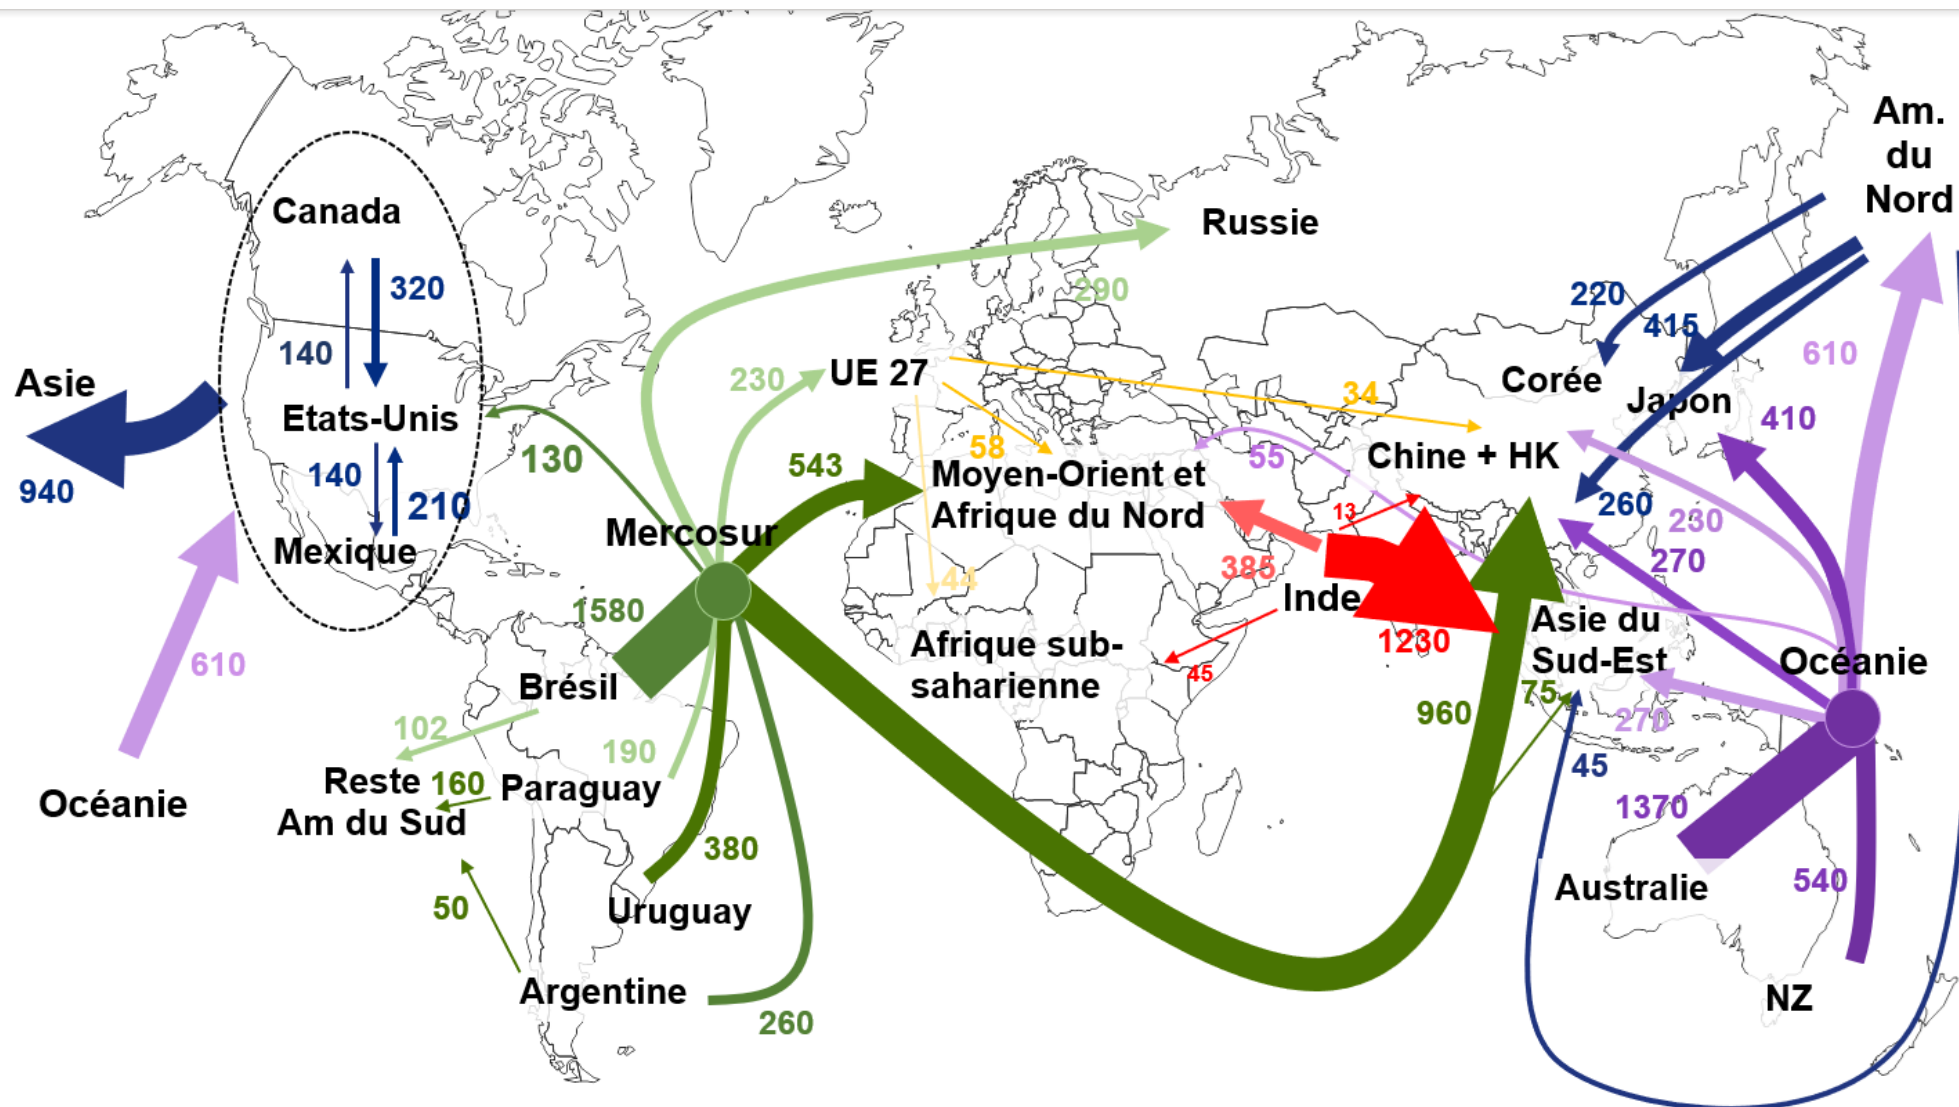 Am.
du
Nord
Canada
Russie
320
290
220
415
140
610
Asie
230
UE 27
Corée
34
Japon
410
Etats-Unis
58
55
Chine + HK
130
543
140
Moyen-Orient et
Afrique du Nord
940
210
13
260
230
Mercosur
Mexique
270
385
44
Inde
1580
Asie du
Sud-Est
1230
Afrique sub-
saharienne
610
45
Océanie
Brésil
75
960
270
102
190
45
Reste
Am du Sud
160
Paraguay
Océanie
1370
380
540
Australie
50
Uruguay
Argentine
NZ
260